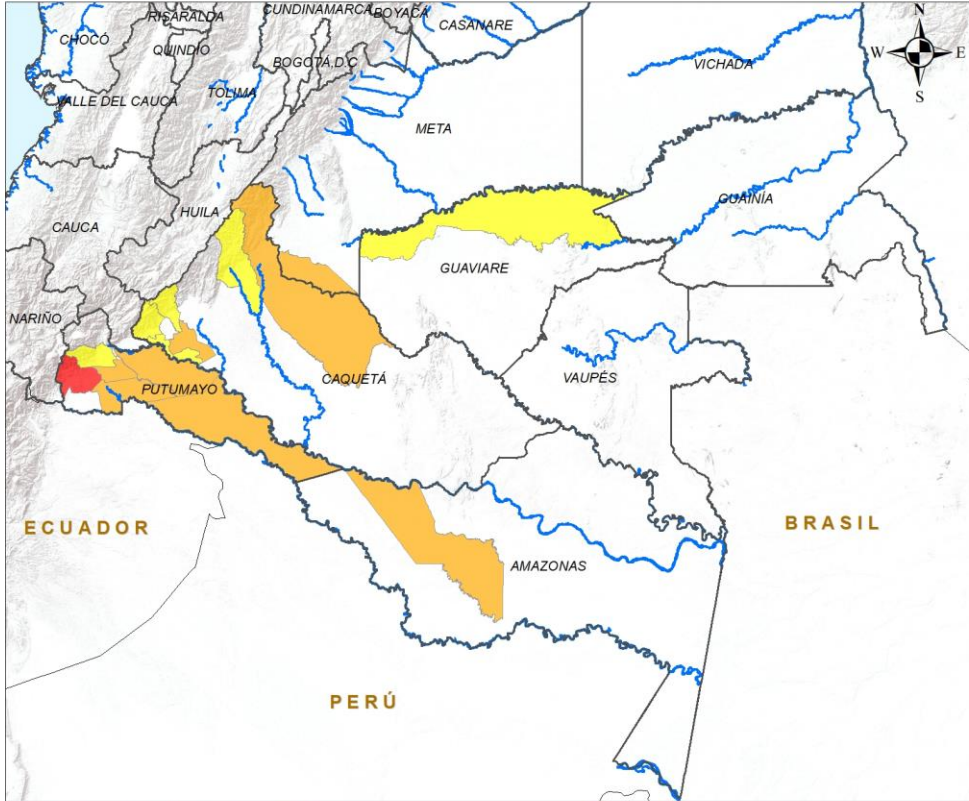 RISARALDA
CUNDINAMARCA
BOYACÁ
CASANARE
N
CHOCÓ
QUINDÍO
BOGOTÁ,D.C
W
E
VICHADA
S
VALLE DEL CAUCA
TOLIMA
META
CAUCA
HUILA
GUAINÍA
GUAVIARE
NARIÑO
CAQUETÁ
VAUPÉS
PUTUMAYO
ECUADOR
BRASIL
AMAZONAS
PERÚ